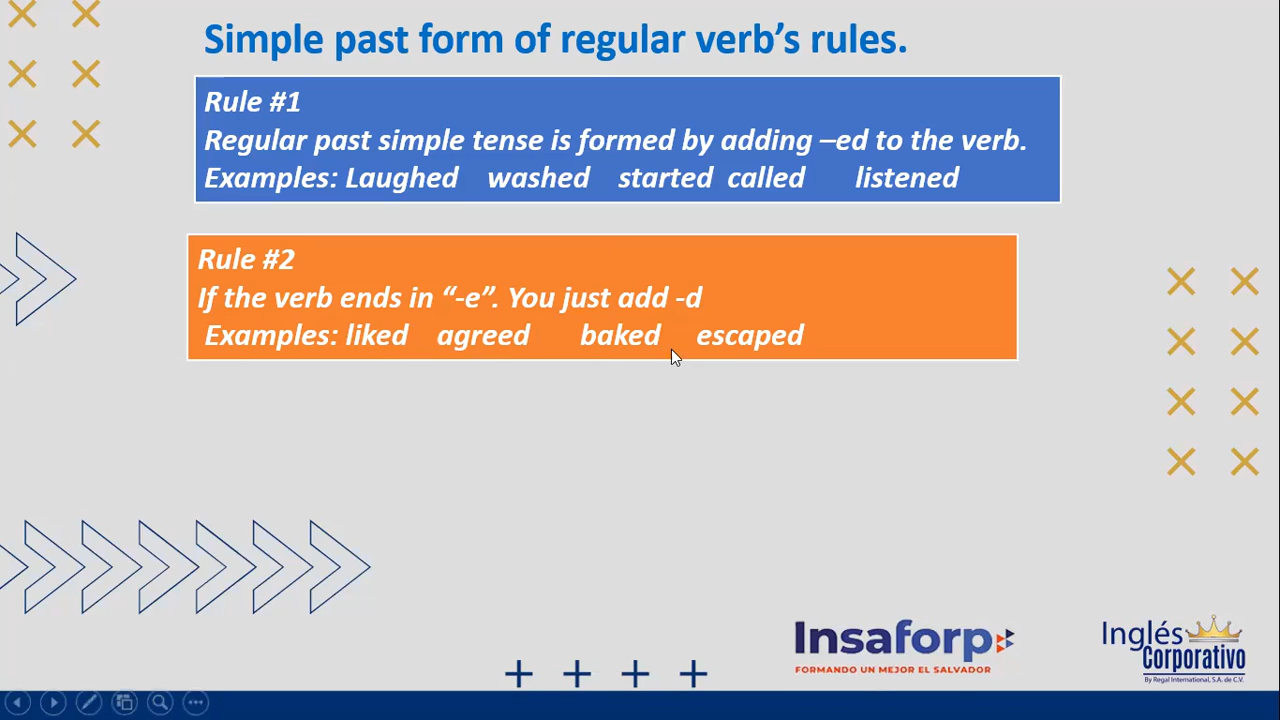 Simple past form of regular verb’s rules.
Rule #1
Regular past simple tense is formed by adding –ed to the verb.
Examples: Laughed washed started called listened
Rule #2
If the verb ends in “-e”. You just add -d
Examples: liked agreed baked escaped
Insaforp
FORMANDO UN MEJOR EL SALVADOR
Inglés
Corporativo
By Regal International, S.A. de C.V.